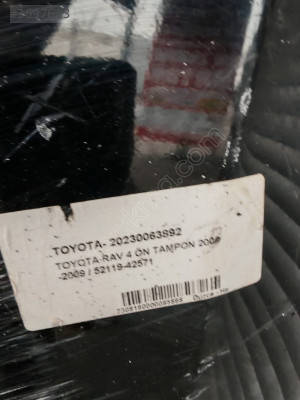 TOYOTA- 20230063892
TOYOTA RAV 4 ÖN TAMPON 2006
-2009 / 52119-42571